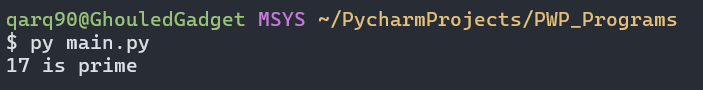 qarq90@GhouledGadget MSYS ~/PycharmProjects/PWP_Programs
$ py main.py
17 is prime